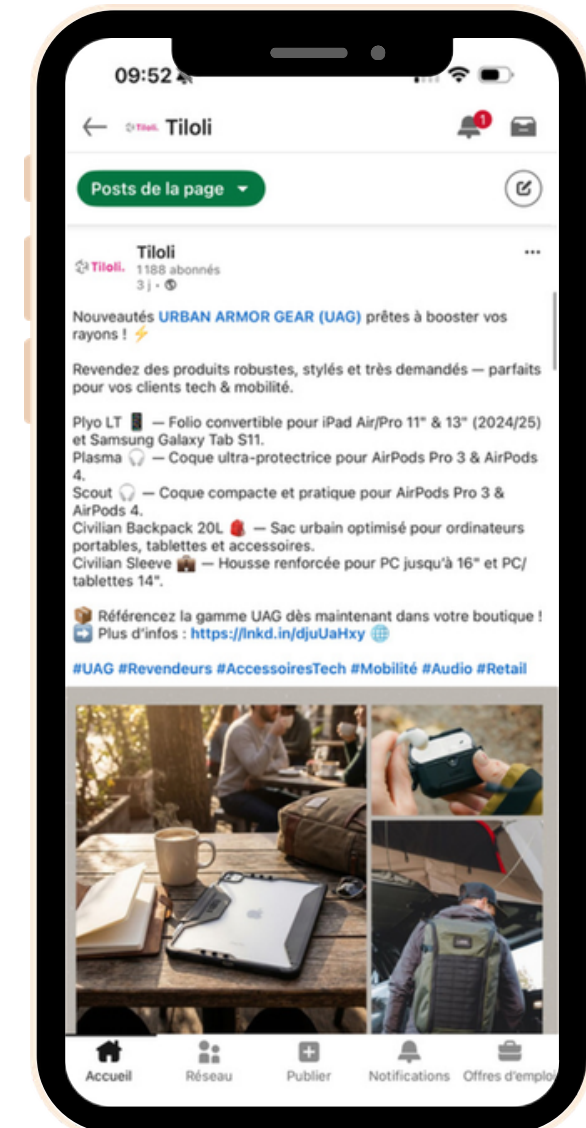 09:52
Tiloli. Tiloli
1
Posts de la page
Tiloli. Tiloli
1188 abonnés
3 j •
Nouveautés URBAN ARMOR GEAR (UAG) prêtes à booster vos
rayons ! ⚡
Revendez des produits robustes, stylés et très demandés — parfaits
pour vos clients tech & mobilité.
Plyo LT 📱 — Folio convertible pour iPad Air/Pro 11" & 13" (2024/25)
et Samsung Galaxy Tab S11.
Plasma 🎧 — Coque ultra-protectrice pour AirPods Pro 3 & AirPods
4.
Scout 🎧 — Coque compacte et pratique pour AirPods Pro 3 &
AirPods 4.
Civilian Backpack 20L 🎒 — Sac urbain optimisé pour ordinateurs
portables, tablettes et accessoires.
Civilian Sleeve 💼 — Housse renforcée pour PC jusqu'à 16" et PC/
tablettes 14".
📦 Référencez la gamme UAG dès maintenant dans votre boutique !
➡️ Plus d'infos : https://lnkd.in/djuUaHxy 🌐
#UAG #Revendeurs #AccessoiresTech #Mobilité #Audio #Retail
Accueil
Réseau
Publier
Notifications
Offres d'emploi